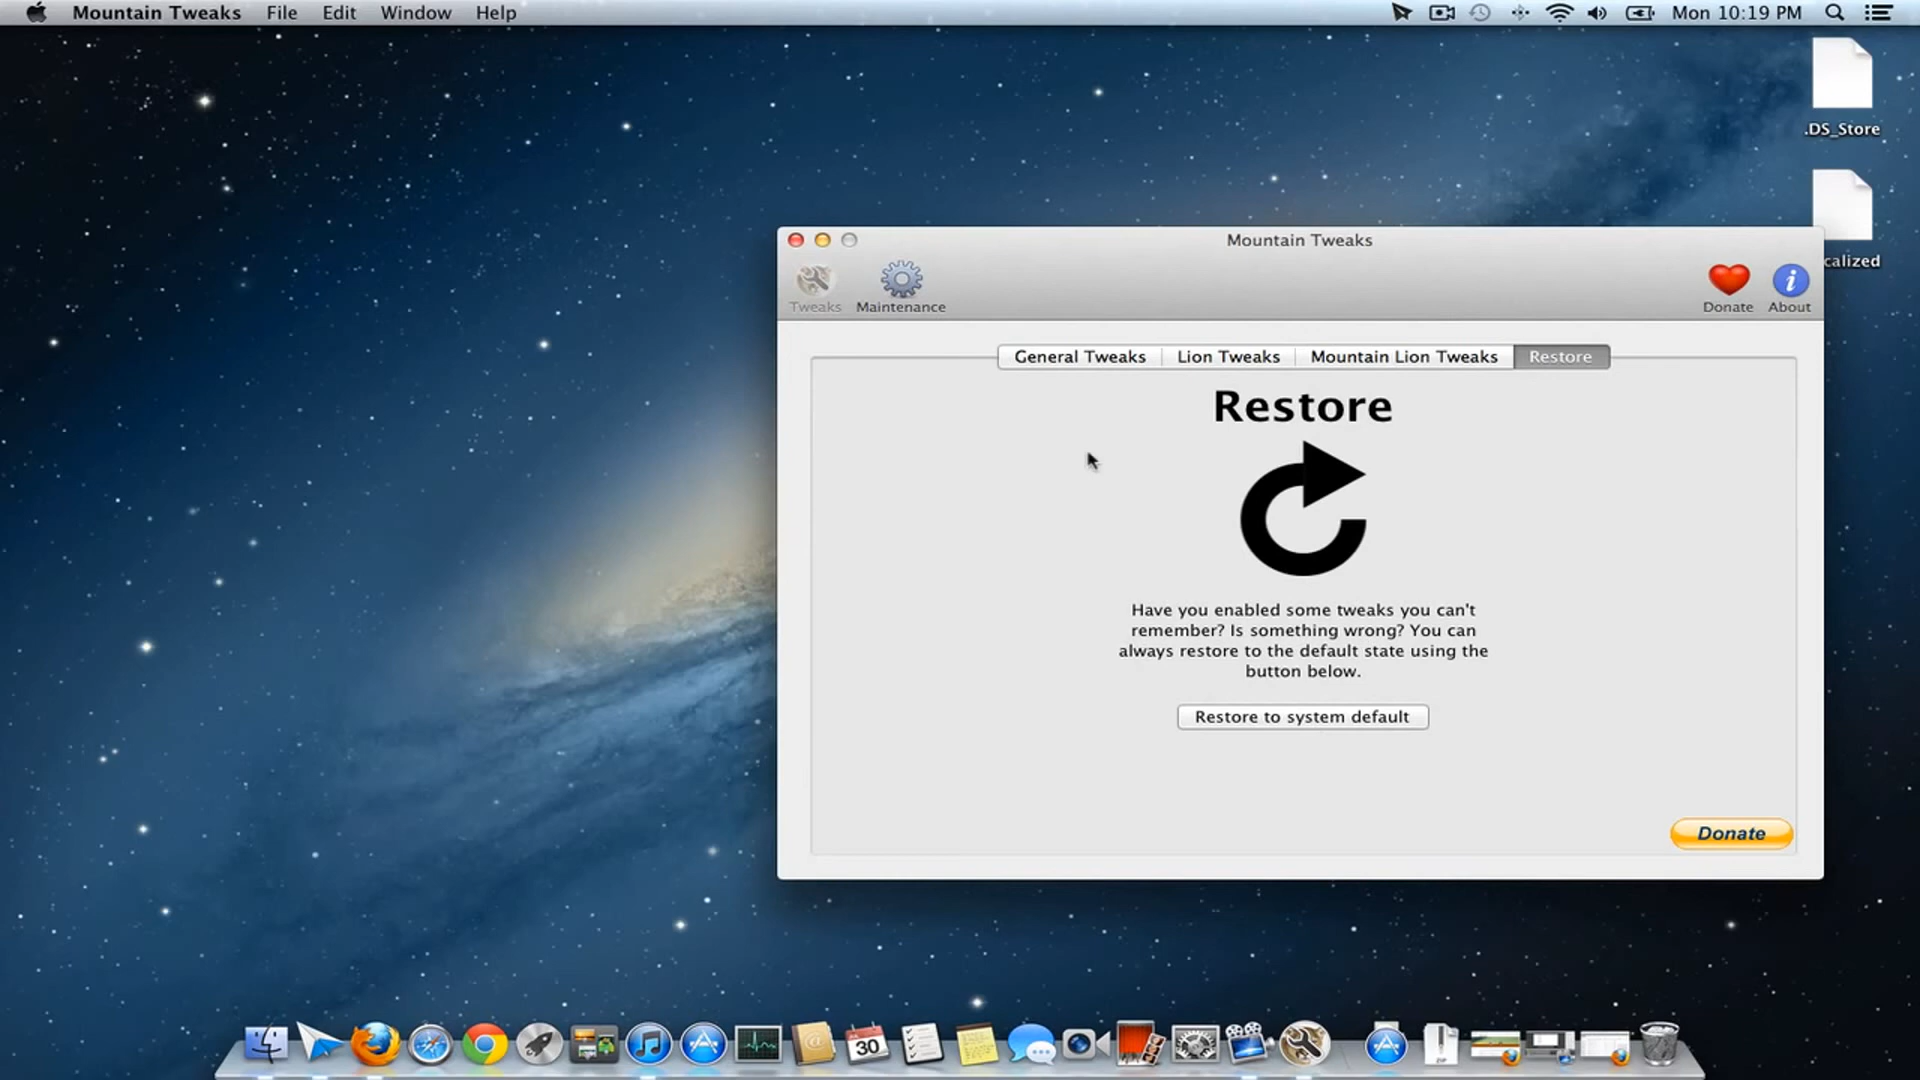 Mountain Tweaks File Edit Window Help Mon 10:19 PM
.DS_Store
calized
Mountain Tweaks
Tweaks Maintenance Donate About
General Tweaks Lion Tweaks Mountain Lion Tweaks Restore
Restore
Have you enabled some tweaks you can't
remember? Is something wrong? You can
always restore to the default state using the
button below.
Restore to system default
Donate
30